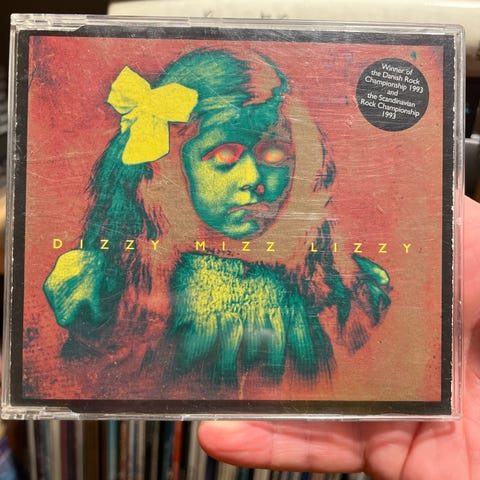 Winner of
the Danish Rock
Championship 1993
and
the Scandinavian
Rock Championship
1993
DIZZY MIZZ LIZZY